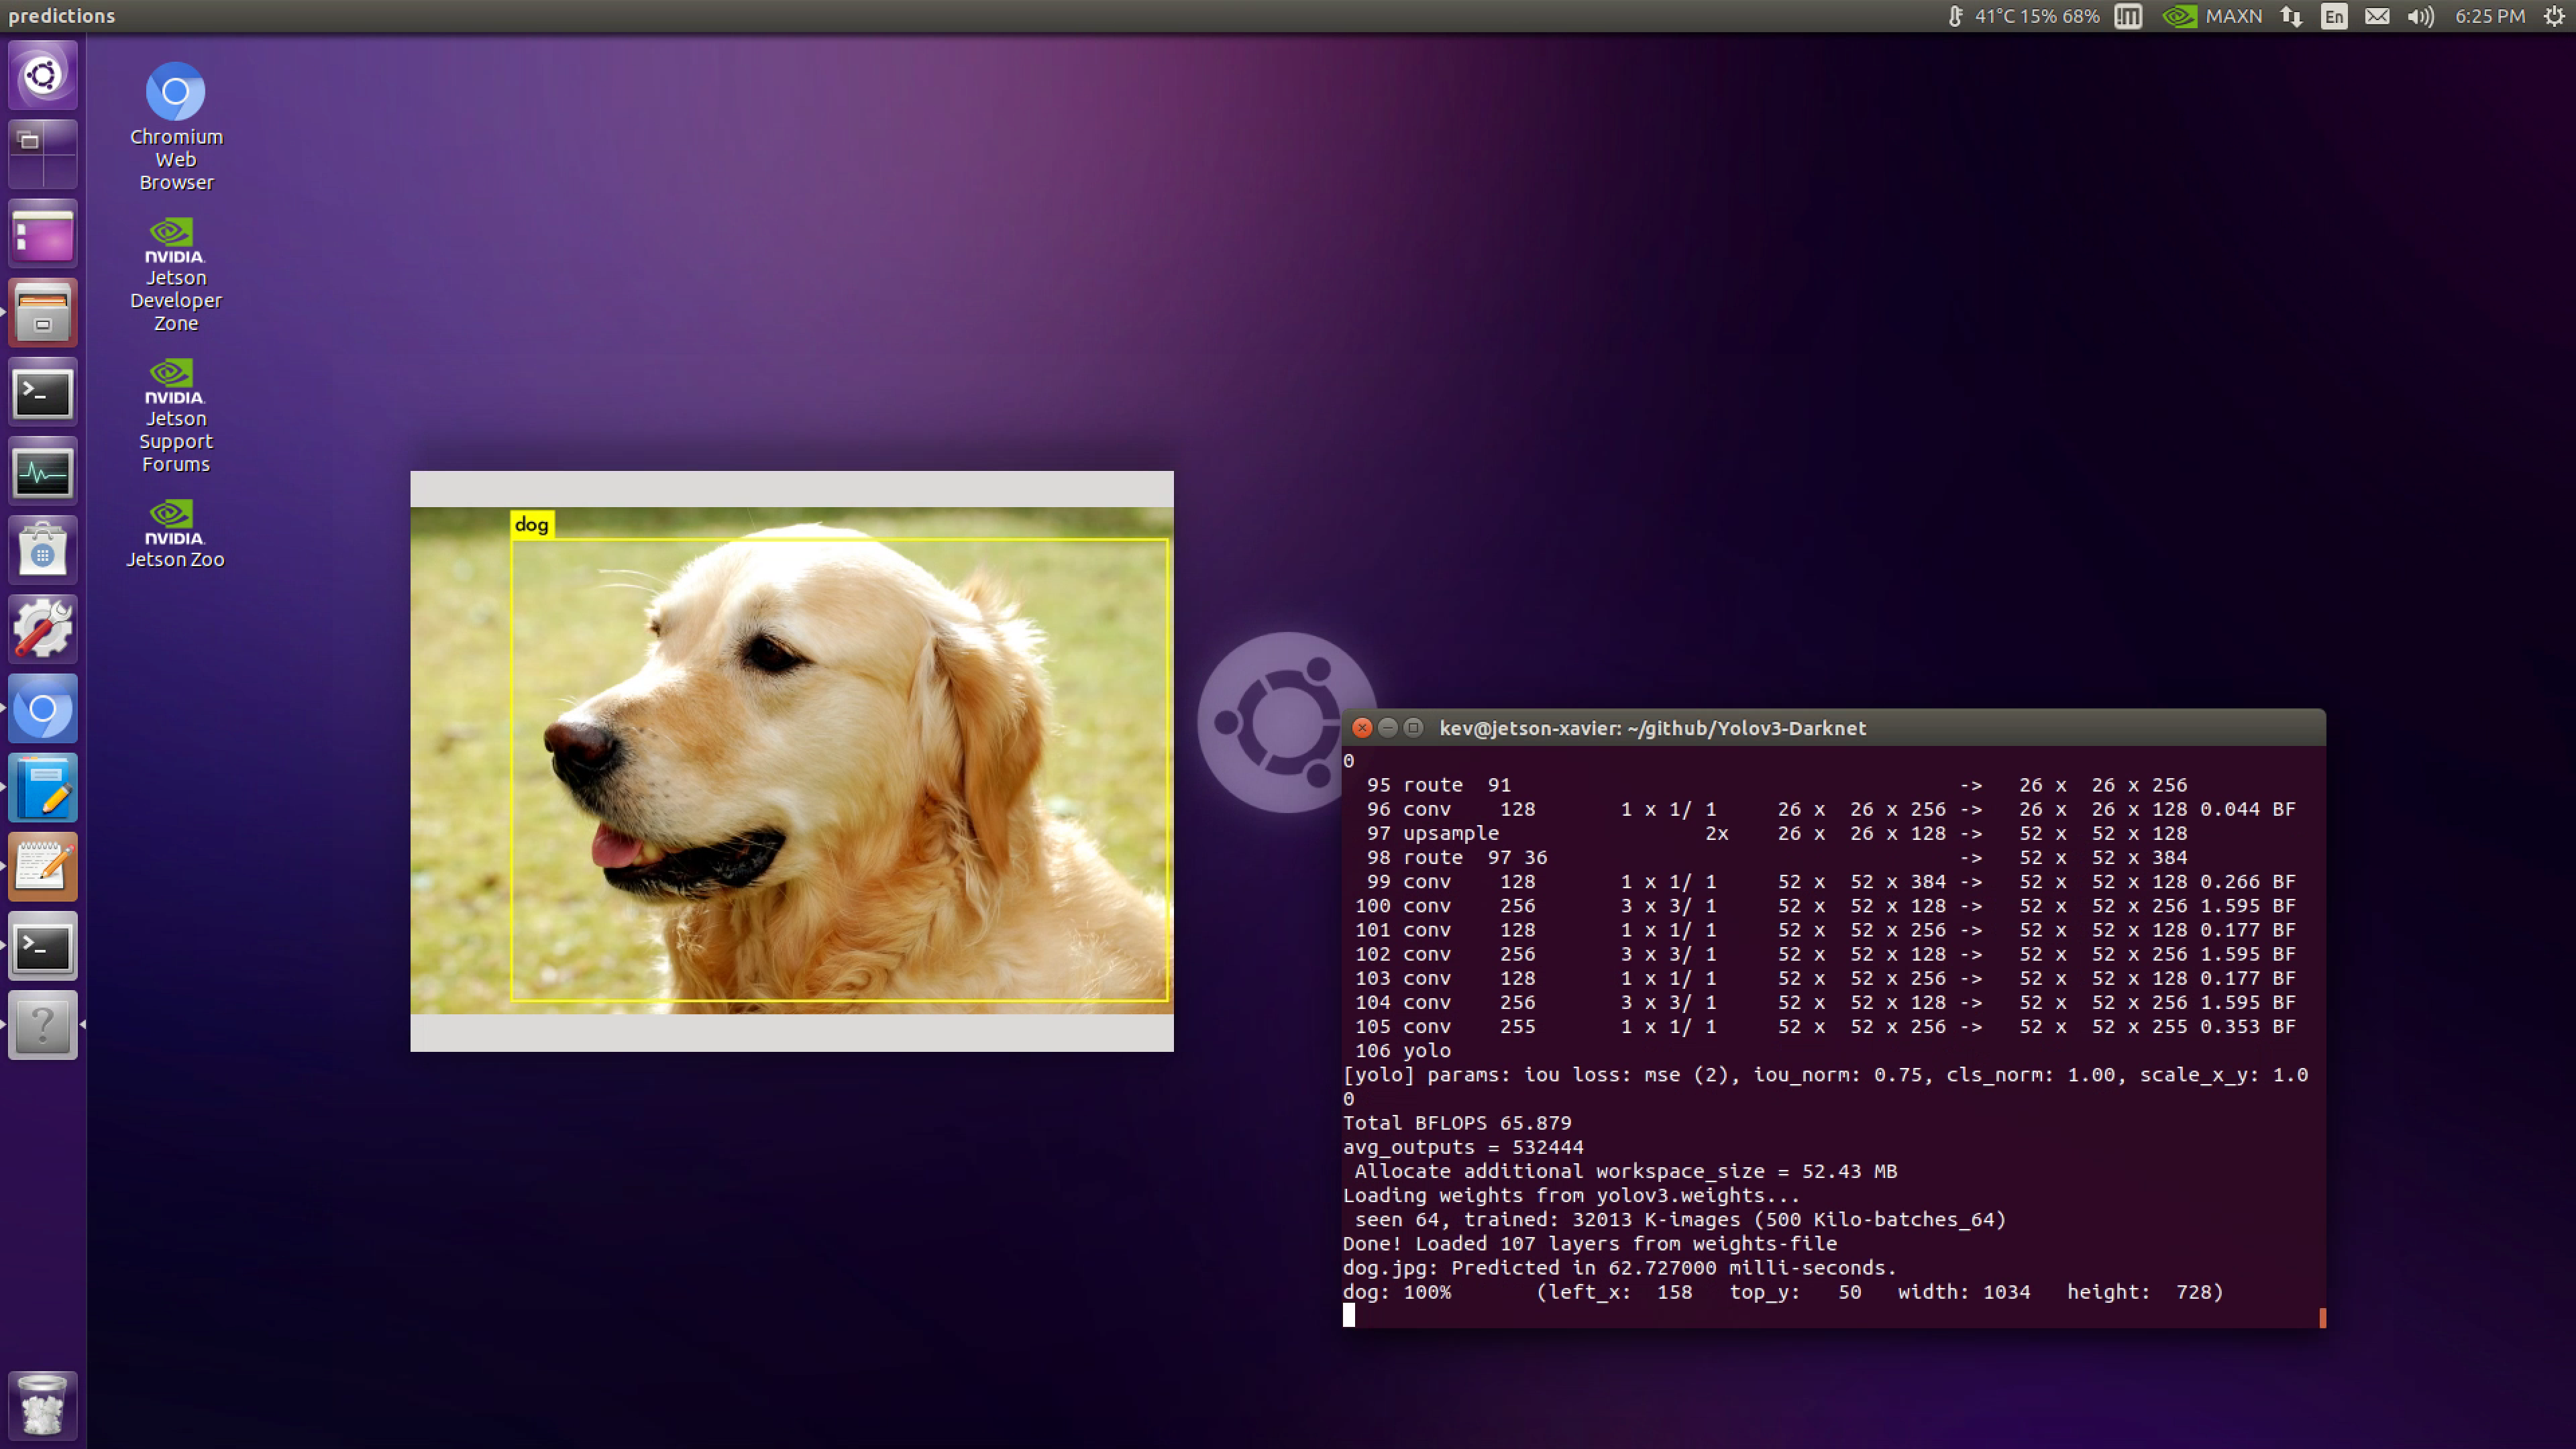 predictions
41°C 15% 68%
MAXN
En
6:25 PM
Chromium
Web
Browser
NVIDIA.
Jetson
Developer
Zone
NVIDIA.
Jetson
Support
Forums
NVIDIA.
Jetson Zoo
dog
kev@jetson-xavier: ~/github/Yolov3-Darknet
0
95 route 91 -> 26 x 26 x 256
96 conv 128 1 x 1/ 1 26 x 26 x 256 -> 26 x 26 x 128 0.044 BF
97 upsample 2x 26 x 26 x 128 -> 52 x 52 x 128
98 route 97 36 -> 52 x 52 x 384
99 conv 128 1 x 1/ 1 52 x 52 x 384 -> 52 x 52 x 128 0.266 BF
100 conv 256 3 x 3/ 1 52 x 52 x 128 -> 52 x 52 x 256 1.595 BF
101 conv 128 1 x 1/ 1 52 x 52 x 256 -> 52 x 52 x 128 0.177 BF
102 conv 256 3 x 3/ 1 52 x 52 x 128 -> 52 x 52 x 256 1.595 BF
103 conv 128 1 x 1/ 1 52 x 52 x 256 -> 52 x 52 x 128 0.177 BF
104 conv 256 3 x 3/ 1 52 x 52 x 128 -> 52 x 52 x 256 1.595 BF
105 conv 255 1 x 1/ 1 52 x 52 x 256 -> 52 x 52 x 255 0.353 BF
106 yolo
[yolo] params: iou loss: mse (2), iou_norm: 0.75, cls_norm: 1.00, scale_x_y: 1.0
0
Total BFLOPS 65.879
avg_outputs = 532444
Allocate additional workspace_size = 52.43 MB
Loading weights from yolov3.weights...
seen 64, trained: 32013 K-images (500 Kilo-batches_64)
Done! Loaded 107 layers from weights-file
dog.jpg: Predicted in 62.727000 milli-seconds.
dog: 100% (left_x: 158 top_y: 50 width: 1034 height: 728)